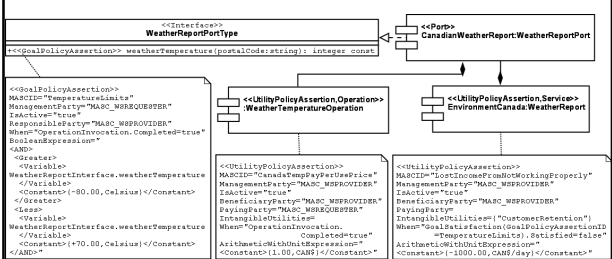 <<Interface>>
WeatherReportPortType
+<<GoalPolicyAssertion>> weatherTemperature(postalCode:string): integer const
<<Port>>
CanadianWeatherReport:WeatherReportPort
<<UtilityPolicyAssertion,Operation>>
:WeatherTemperatureOperation
<<UtilityPolicyAssertion,Service>>
EnvironmentCanada:WeatherReport
<<GoalPolicyAssertion>>
MASCID="TemperatureLimits"
ManagementParty="MASC_WSREQUESTER"
IsActive="true"
ResponsibleParty="MASC_WSPROVIDER"
When="OperationInvocation.Completed=true"
BooleanExpression="
<AND>
<Greater>
<Variable>
WeatherReportInterface.weatherTemperature
</Variable>
<Constant>(-80.00,Celsius)</Constant>
</Greater>
<Less>
<Variable>
WeatherReportInterface.weatherTemperature
</Variable>
<Constant>(+70.00,Celsius)</Constant>
</AND>"
<<UtilityPolicyAssertion>>
MASCID="CanadaTempPayPerUsePrice"
ManagementParty="MASC_WSPROVIDER"
IsActive="true"
BeneficiaryParty="MASC_WSPROVIDER"
PayingParty="MASC_WSREQUESTER"
IntangibleUtilities=
When="OperationInvocation.
Completed=true"
ArithmeticWithUnitExpression="
<Constant>(1.00,CAN$)</Constant>"
<<UtilityPolicyAssertion>>
MASCID="LostIncomeFromNotWorkingProperly"
ManagementParty="MASC_WSPROVIDER"
IsActive="true"
BeneficiaryParty="MASC_WSPROVIDER"
PayingParty=
IntangibleUtilities={"CustomerRetention"}
When="GoalSatisfaction(GoalPolicyAssertionID
=TemperatureLimits).Satisfied=false"
ArithmeticWithUnitExpression="
<Constant>(-1000.00,CAN$/day)</Constant>"